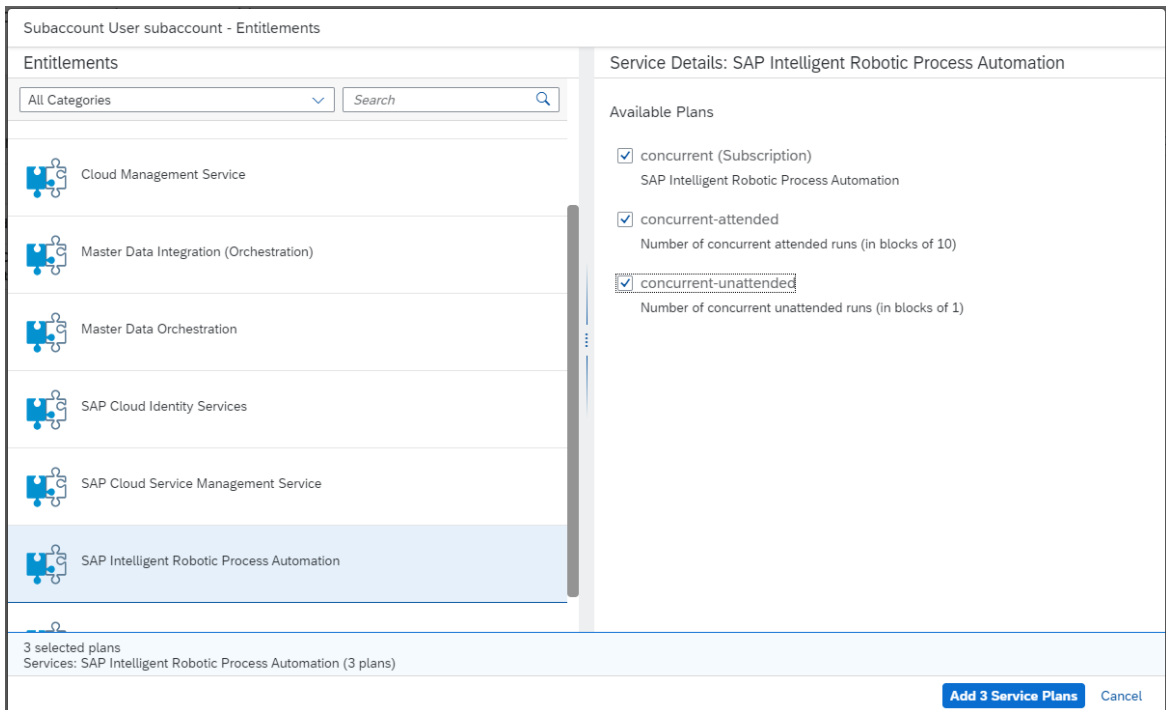 Subaccount User subaccount - Entitlements
Entitlements
All Categories
Search
Cloud Management Service
Master Data Integration (Orchestration)
Master Data Orchestration
SAP Cloud Identity Services
SAP Cloud Service Management Service
SAP Intelligent Robotic Process Automation
Service Details: SAP Intelligent Robotic Process Automation
Available Plans
concurrent (Subscription)
SAP Intelligent Robotic Process Automation
concurrent-attended
Number of concurrent attended runs (in blocks of 10)
concurrent-unattended
Number of concurrent unattended runs (in blocks of 1)
3 selected plans
Services: SAP Intelligent Robotic Process Automation (3 plans)
Add 3 Service Plans
Cancel